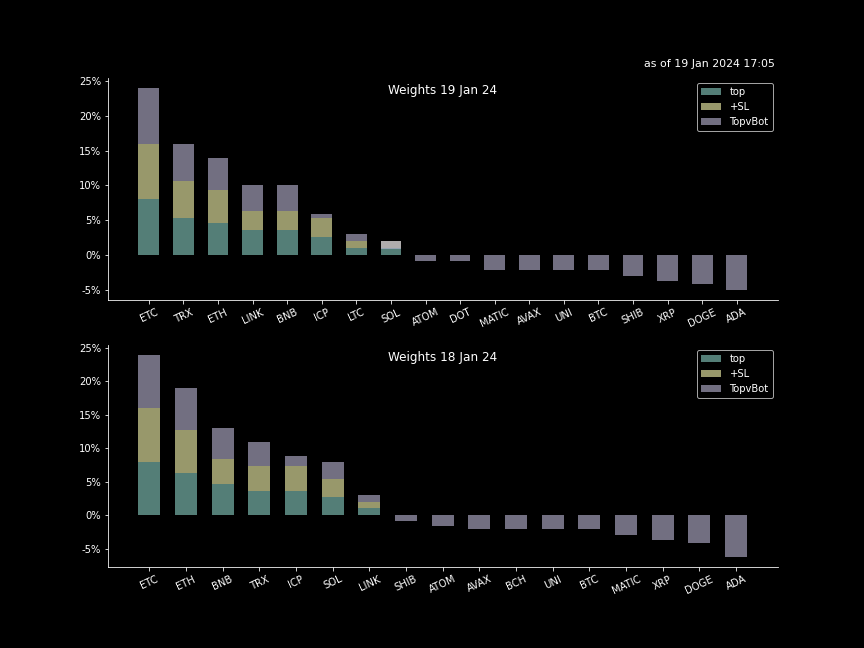 as of 19 Jan 2024 17:05
Weights 19 Jan 24
top
+SL
TopvBot
25%
20%
15%
10%
5%
0%
-5%
ETC TRX ETH LINK BNB ICP LTC SOL ATOM DOT MATIC AVAX UNI BTC SHIB XRP DOGE ADA
Weights 18 Jan 24
top
+SL
TopvBot
25%
20%
15%
10%
5%
0%
-5%
ETC ETH BNB TRX ICP SOL LINK SHIB ATOM AVAX BCH UNI BTC MATIC XRP DOGE ADA